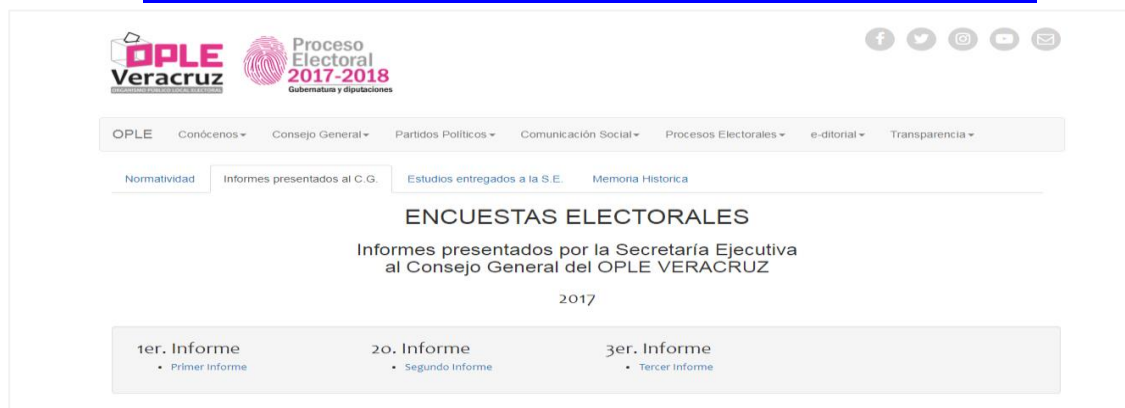 OPLE
Veracruz
ORGANISMO PÚBLICO LOCAL ELECTORAL
Proceso
Electoral
2017-2018
Gubernatura y diputaciones
OPLE Conócenos Consejo General Partidos Políticos Comunicación Social Procesos Electorales e-ditorial Transparencia
Normatividad Informes presentados al C.G. Estudios entregados a la S.E. Memoria Historica
ENCUESTAS ELECTORALES
Informes presentados por la Secretaría Ejecutiva
al Consejo General del OPLE VERACRUZ
2017
1er. Informe 2o. Informe 3er. Informe
• Primer Informe • Segundo Informe • Tercer Informe